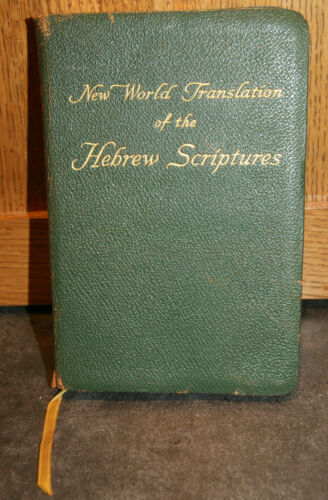 New World Translation
of the
Hebrew Scriptures